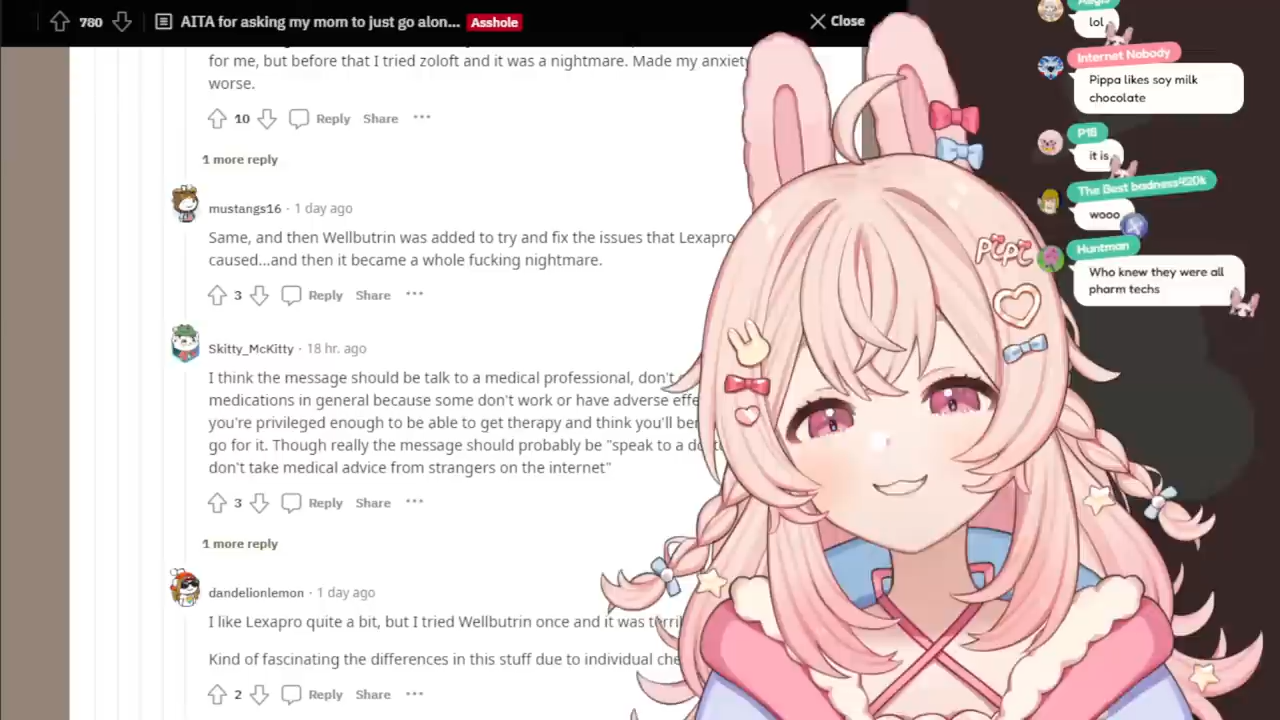 780
AITA for asking my mom to just go alon... Asshole
Close
for me, but before that I tried zoloft and it was a nightmare. Made my anxiety
worse.
10 Reply Share ...
1 more reply
mustangs16 · 1 day ago
Same, and then Wellbutrin was added to try and fix the issues that Lexapro
caused...and then it became a whole fucking nightmare.
3 Reply Share ...
Skitty_McKitty · 18 hr. ago
I think the message should be talk to a medical professional, don't
medications in general because some don't work or have adverse
you're privileged enough to be able to get therapy and think you'll
go for it. Though really the message should probably be "speak to a
don't take medical advice from strangers on the internet"
3 Reply Share ...
1 more reply
dandelionlemon · 1 day ago
I like Lexapro quite a bit, but I tried Wellbutrin once and it was
Kind of fascinating the differences in this stuff due to individual
2 Reply Share ...
PiPi
lol
Internet Nobody
Pippa likes soy milk
chocolate
P16
it is
The Best badness
wooo
Huntman
Who knew they were all
pharm techs